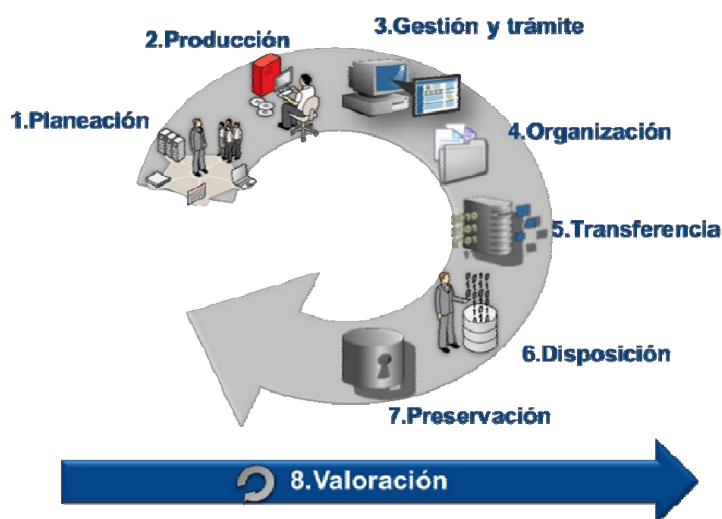 1.Planeación
2.Producción
3.Gestión y trámite
4.Organización
5.Transferencia
6.Disposición
7.Preservación
8.Valoración